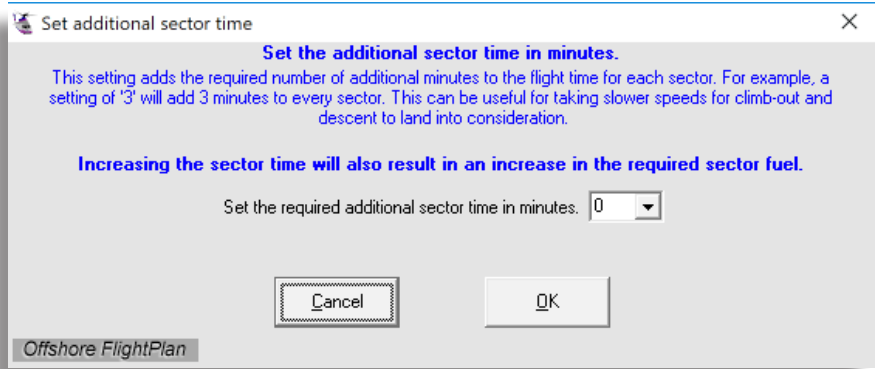 Set additional sector time
Set the additional sector time in minutes.
This setting adds the required number of additional minutes to the flight time for each sector. For example, a
setting of '3' will add 3 minutes to every sector. This can be useful for taking slower speeds for climb-out and
descent to land into consideration.
Increasing the sector time will also result in an increase in the required sector fuel.
Set the required additional sector time in minutes. 0
Cancel OK
Offshore FlightPlan